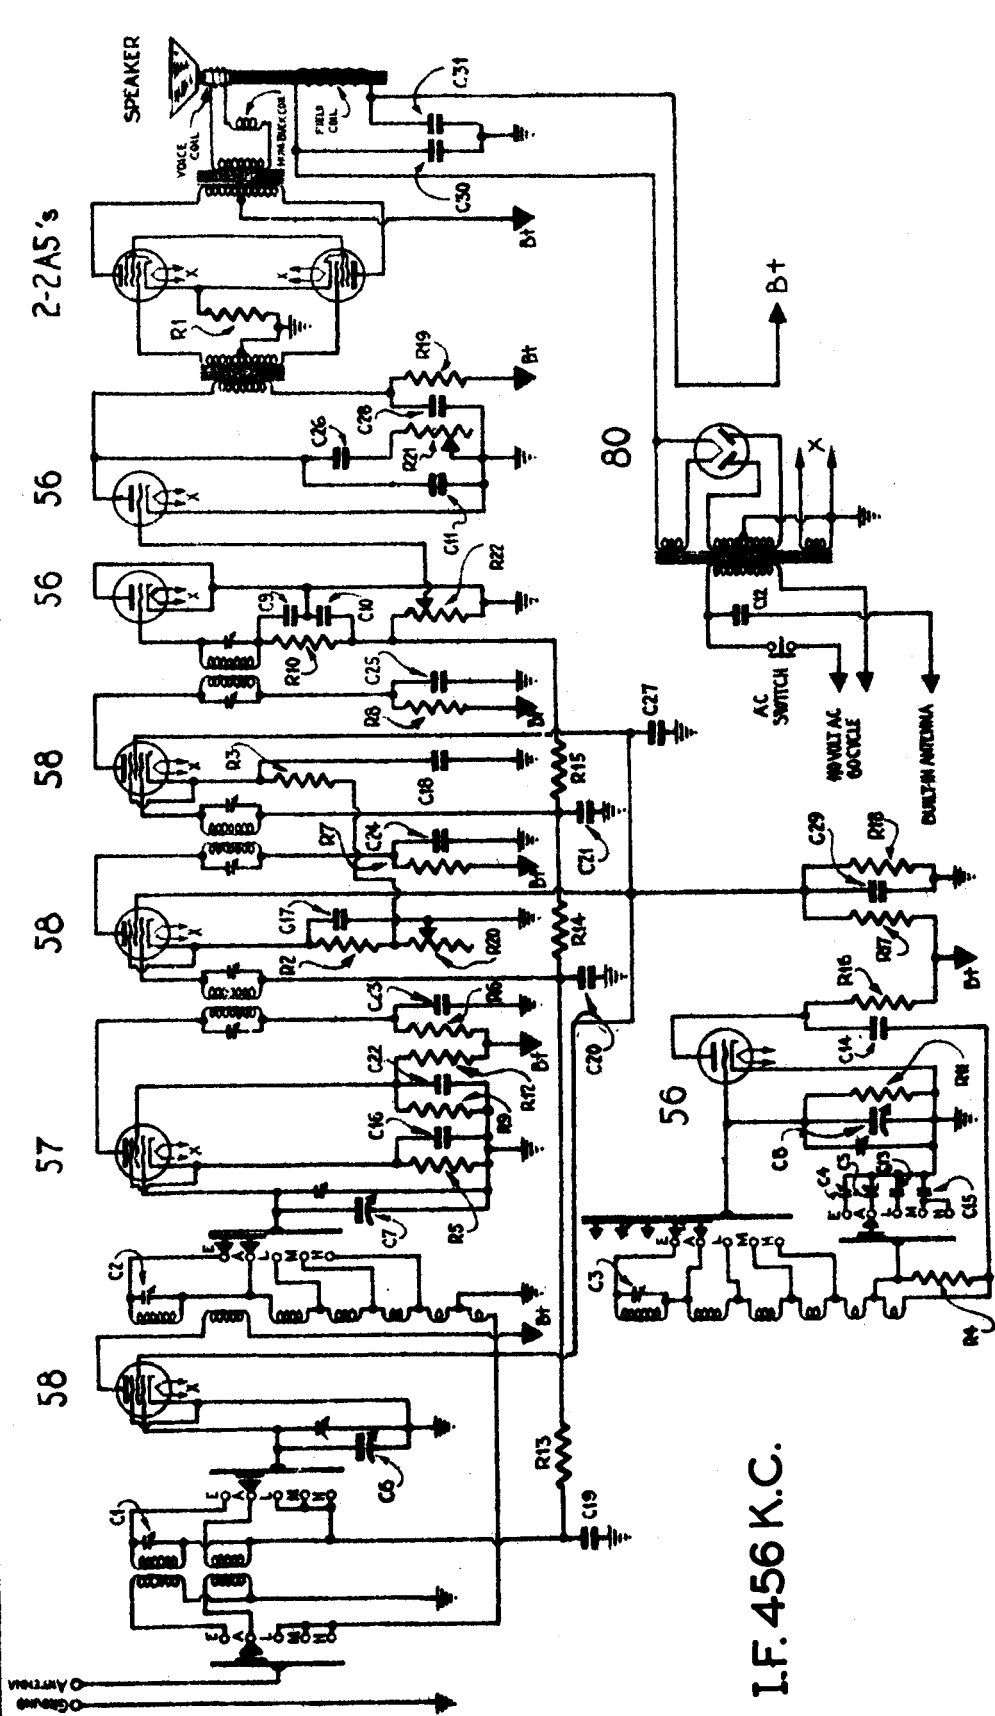 SPEAKER
VOICE COIL
HUM BUCK COIL
FIELD COIL
C31
C30
B+
2-2A5's
X
X
R1
R19
B+
C28
C26
R21
C11
56
X
56
X
C9
C10
R22
R10
C25
R8
B+
58
X
R3
C18
C27
R15
C21
R7
C24
B+
58
X
C17
R2
R20
R14
C20
C23
R6
C22
R12
B+
R9
C16
57
X
R5
C7
C2
E
A
L
M
H
B+
58
X
C6
C1
E
A
L
M
H
R13
C19
E
A
L
M
H
ANTENNA
GROUND
80
B+
X
C12
AC SWITCH
110 VOLT AC
60 CYCLE
BUILT-IN ANTENNA
C29
R18
R17
R16
B+
C14
56
R11
C8
C4
C5
C13
C15
E
A
L
M
H
E
A
L
M
H
C3
R4
I.F. 456 K.C.